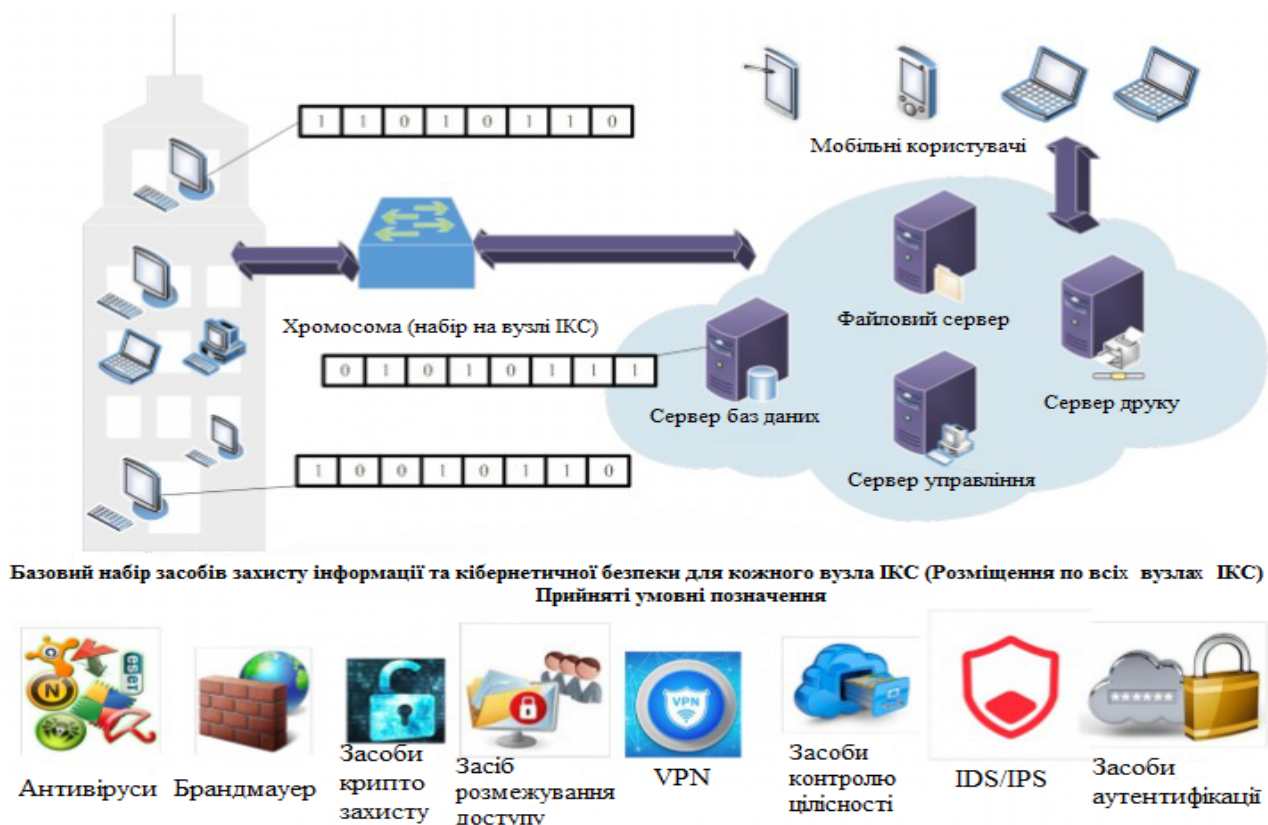 1 1 0 1 0 1 1 0
Мобільні користувачі
Хромосома (набір на вузлі ІКС)
Файловий сервер
0 1 0 1 0 1 1 1
Сервер баз даних
Сервер друку
1 0 0 1 0 1 1 0
Сервер управління
Базовий набір засобів захисту інформації та кібернетичної безпеки для кожного вузла ІКС (Розміщення по всіх вузлах ІКС)
Прийняті умовні позначення
eseT
N
VPN
******
Антивіруси
Брандмауер
Засоби
крипто
захисту
Засіб
розмежування
доступу
VPN
Засоби
контролю
цілісності
IDS/IPS
Засоби
аутентифікації